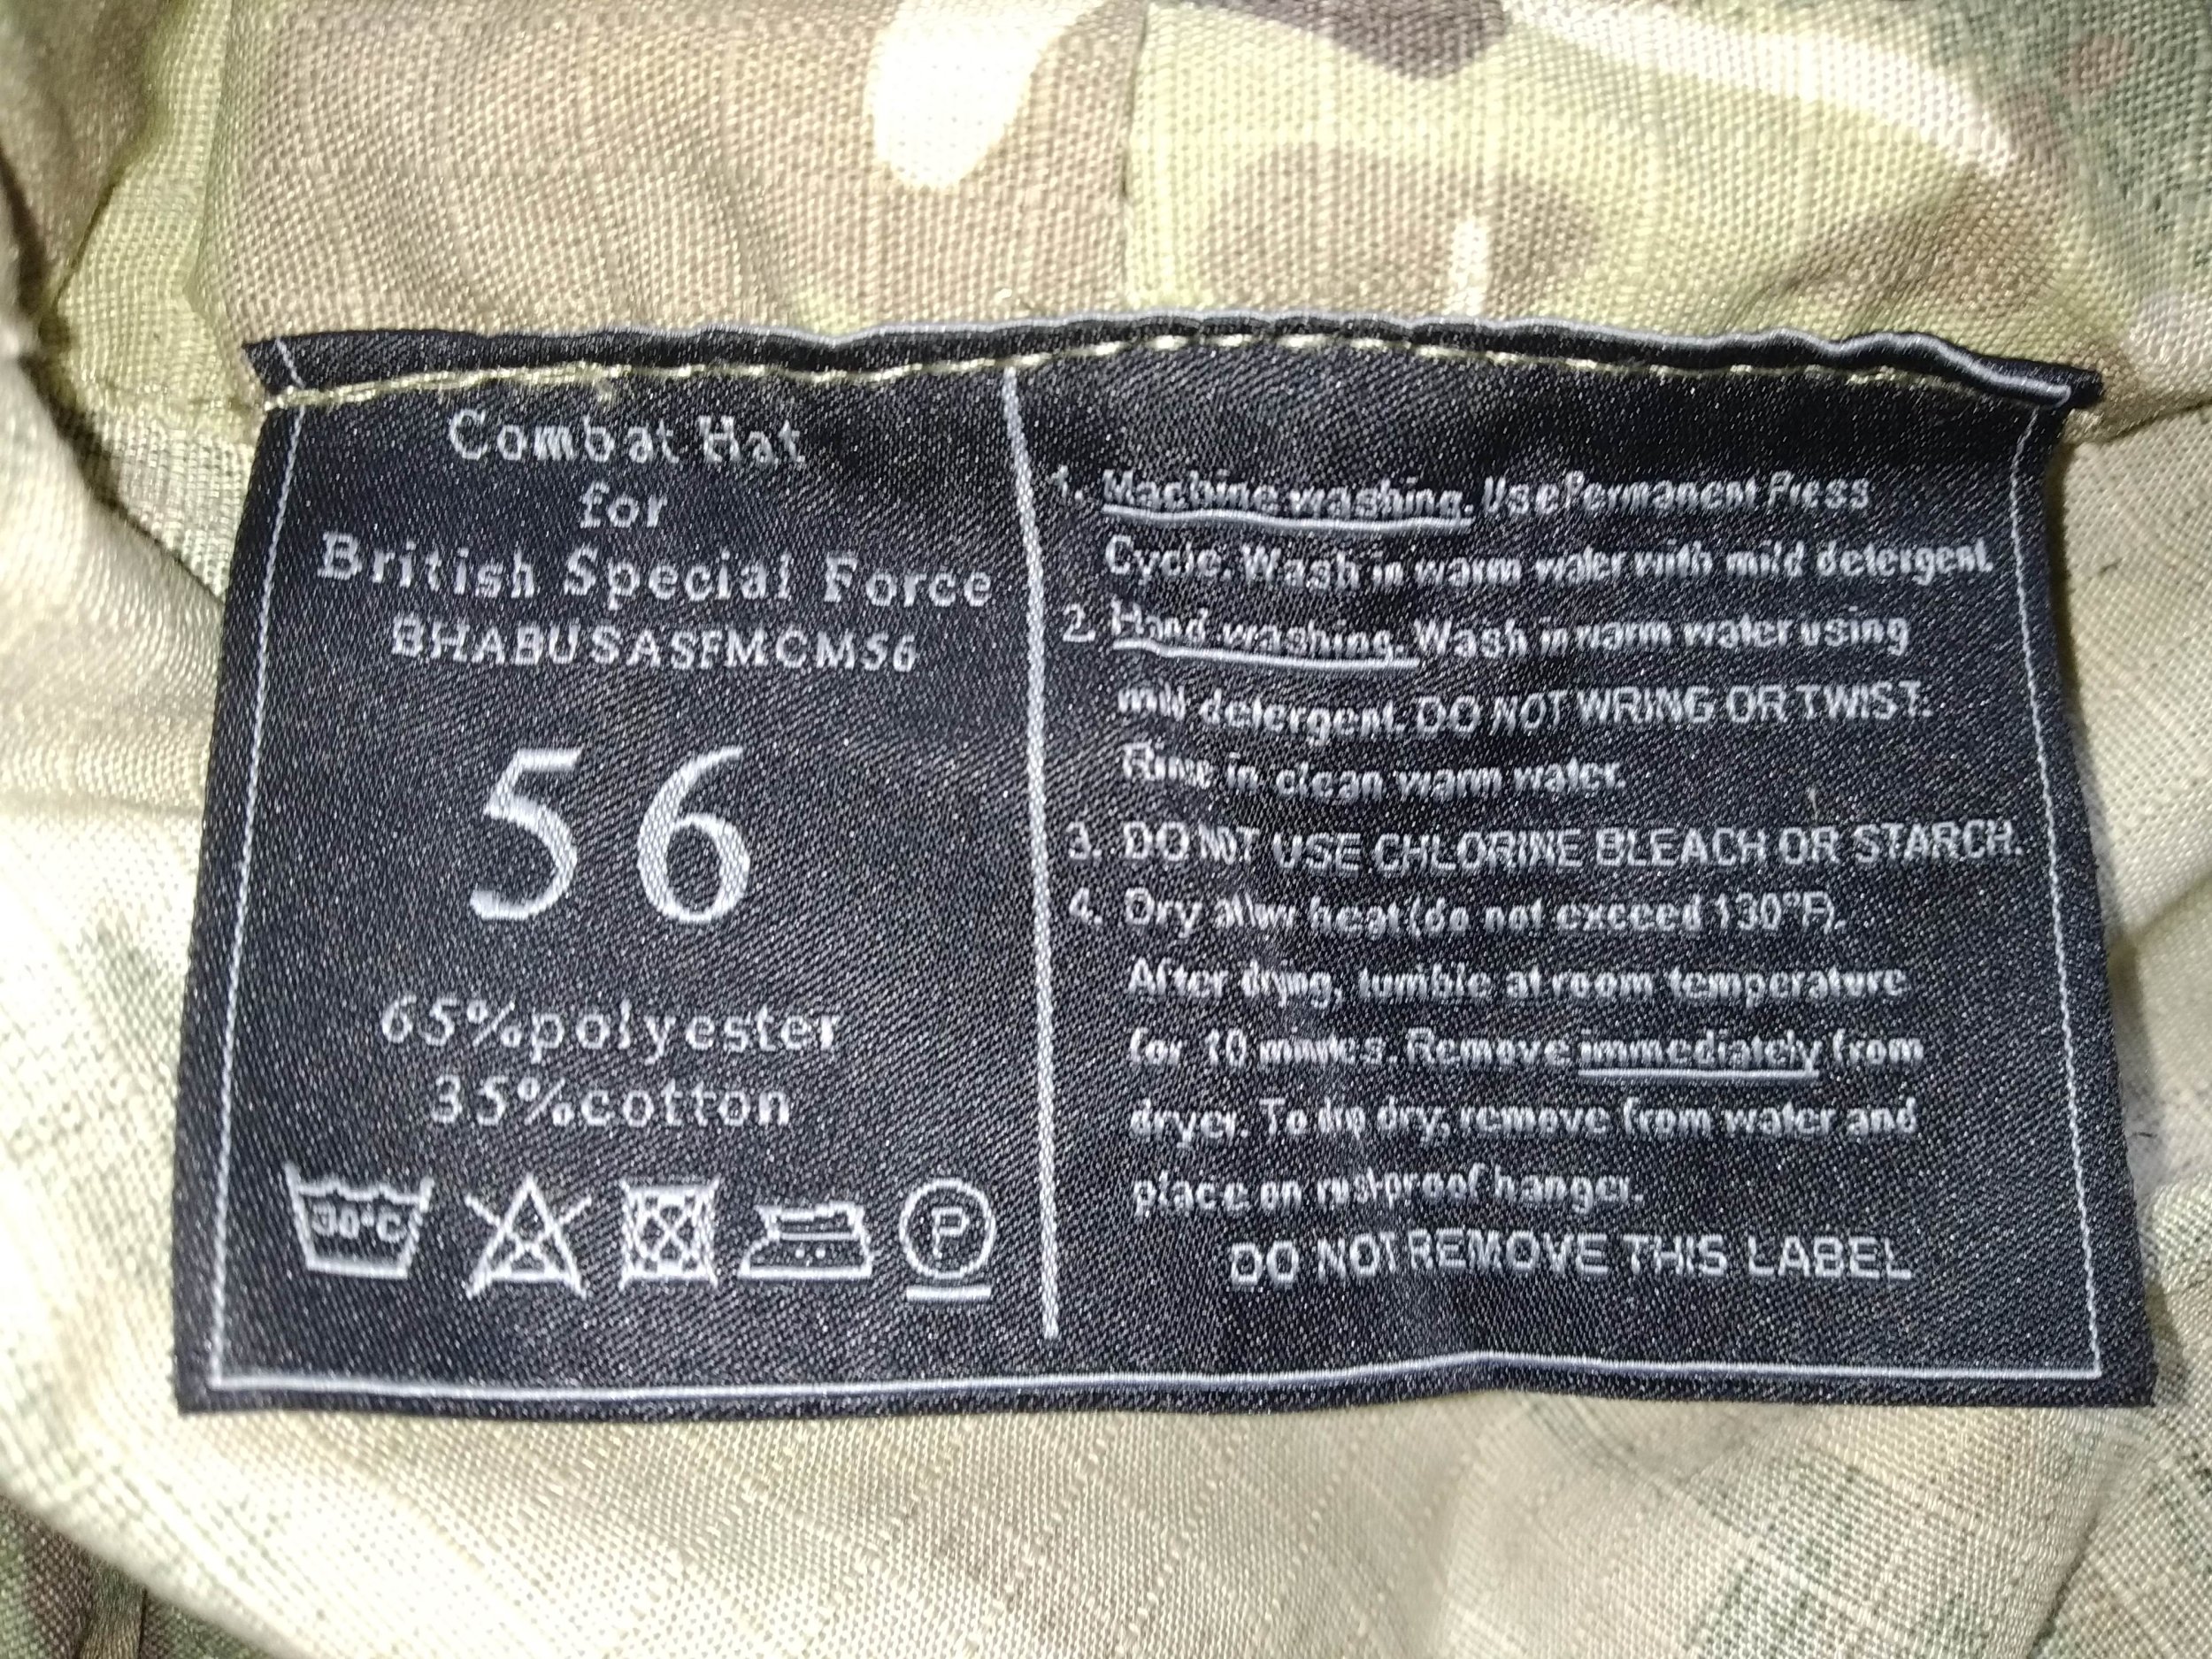 Combat Hat
for
British Special Force
BHABUSASFMCM56
56
65%polyester
35%cotton
30°C
P
1. Machine washing. Use Permanent Press
Cycle. Wash in warm water with mild detergent
2. Hand washing. Wash in warm water using
mild detergent. DO NOT WRING OR TWIST.
Rinse in clean warm water.
3. DO NOT USE CHLORINE BLEACH OR STARCH.
4. Dry at low heat (do not exceed 130°F).
After drying, tumble at room temperature
for 10 minutes. Remove immediately from
dryer. To drip dry, remove from water and
place on rustproof hanger.
DO NOT REMOVE THIS LABEL